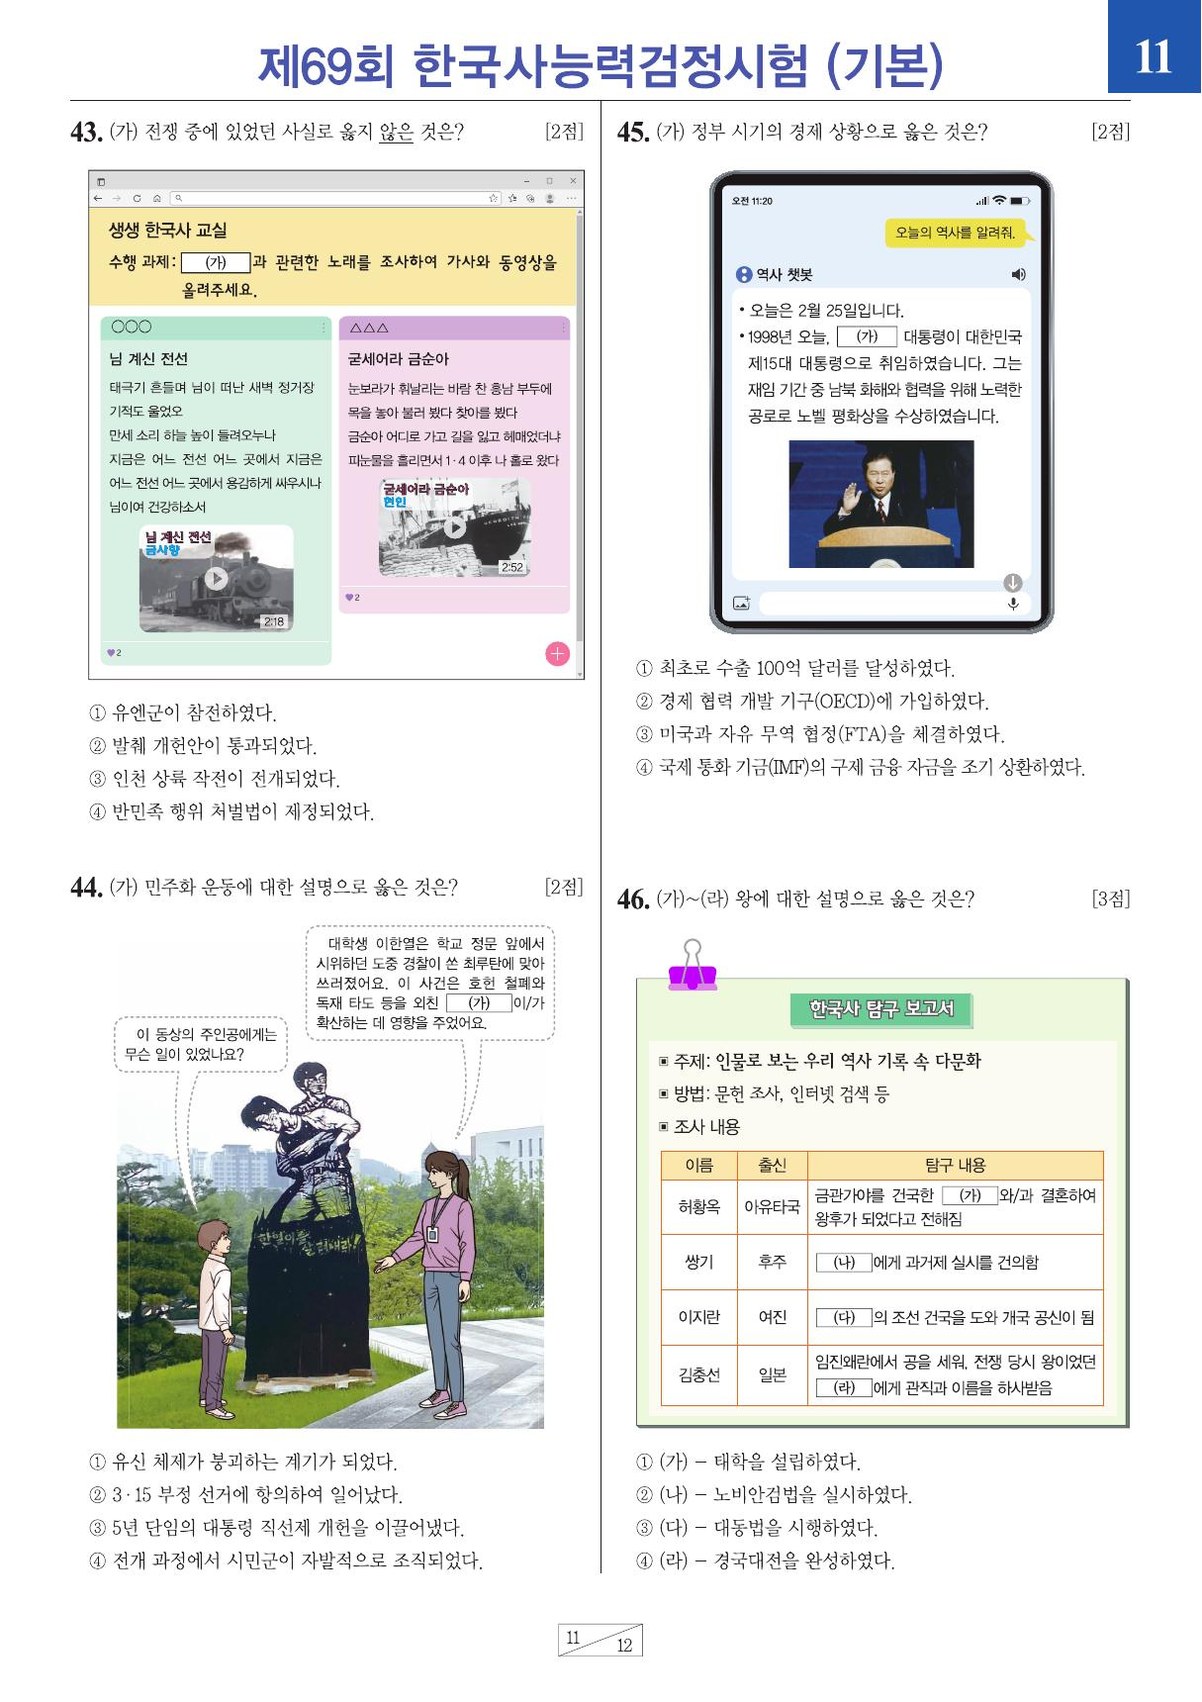 제69회 한국사능력검정시험 (기본)
11
43. (가) 전쟁 중에 있었던 사실로 옳지 않은 것은? [2점]
생생 한국사 교실
수행 과제: (가) 과 관련한 노래를 조사하여 가사와 동영상을
올려주세요.
○○○
님 계신 전선
태극기 흔들며 님이 떠난 새벽 정거장
기적도 울었오
만세 소리 하늘 높이 들려오누나
지금은 어느 전선 어느 곳에서 지금은
어느 전선 어느 곳에서 용감하게 싸우시나
님이여 건강하소서
님 계신 전선
금사향
2:18
2
△△△
굳세어라 금순아
눈보라가 휘날리는 바람 찬 흥남 부두에
목을 놓아 불러 봤다 찾아를 봤다
금순아 어디로 가고 길을 잃고 헤매었더냐
피눈물을 흘리면서 1·4 이후 나 홀로 왔다
굳세어라 금순아
현인
2:52
2
① 유엔군이 참전하였다.
② 발췌 개헌안이 통과되었다.
③ 인천 상륙 작전이 전개되었다.
④ 반민족 행위 처벌법이 제정되었다.
44. (가) 민주화 운동에 대한 설명으로 옳은 것은? [2점]
대학생 이한열은 학교 정문 앞에서
시위하던 도중 경찰이 쏜 최루탄에 맞아
쓰러졌어요. 이 사건은 호헌 철폐와
독재 타도 등을 외친 (가) 이/가
확산하는 데 영향을 주었어요.
이 동상의 주인공에게는
무슨 일이 있었나요?
한열이를
살려내라
① 유신 체제가 붕괴하는 계기가 되었다.
② 3·15 부정 선거에 항의하여 일어났다.
③ 5년 단임의 대통령 직선제 개헌을 이끌어냈다.
④ 전개 과정에서 시민군이 자발적으로 조직되었다.
45. (가) 정부 시기의 경제 상황으로 옳은 것은? [2점]
오전 11:20
오늘의 역사를 알려줘.
역사 챗봇
• 오늘은 2월 25일입니다.
• 1998년 오늘, (가) 대통령이 대한민국
제15대 대통령으로 취임하였습니다. 그는
재임 기간 중 남북 화해와 협력을 위해 노력한
공로로 노벨 평화상을 수상하였습니다.
① 최초로 수출 100억 달러를 달성하였다.
② 경제 협력 개발 기구(OECD)에 가입하였다.
③ 미국과 자유 무역 협정(FTA)을 체결하였다.
④ 국제 통화 기금(IMF)의 구제 금융 자금을 조기 상환하였다.
46. (가)~(라) 왕에 대한 설명으로 옳은 것은? [3점]
한국사 탐구 보고서
▣ 주제: 인물로 보는 우리 역사 기록 속 다문화
▣ 방법: 문헌 조사, 인터넷 검색 등
▣ 조사 내용
이름 출신 탐구 내용
허황옥 아유타국 금관가야를 건국한 (가) 와/과 결혼하여
왕후가 되었다고 전해짐
쌍기 후주 (나) 에게 과거제 실시를 건의함
이지란 여진 (다) 의 조선 건국을 도와 개국 공신이 됨
김충선 일본 임진왜란에서 공을 세워, 전쟁 당시 왕이었던
(라) 에게 관직과 이름을 하사받음
① (가) - 태학을 설립하였다.
② (나) - 노비안검법을 실시하였다.
③ (다) - 대동법을 시행하였다.
④ (라) - 경국대전을 완성하였다.
11
12